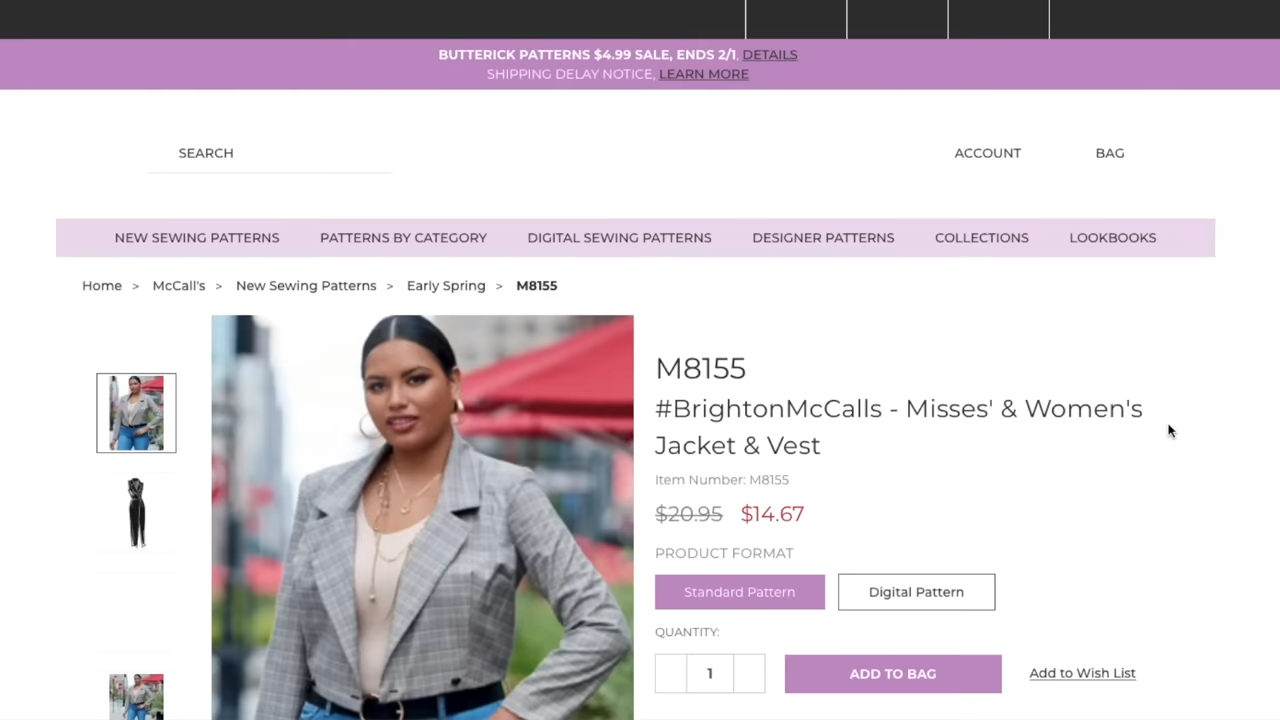 BUTTERICK PATTERNS $4.99 SALE, ENDS 2/1, DETAILS
SHIPPING DELAY NOTICE, LEARN MORE
SEARCH
ACCOUNT
BAG
NEW SEWING PATTERNS
PATTERNS BY CATEGORY
DIGITAL SEWING PATTERNS
DESIGNER PATTERNS
COLLECTIONS
LOOKBOOKS
Home > McCall's > New Sewing Patterns > Early Spring > M8155
M8155
#BrightonMcCalls - Misses' & Women's
Jacket & Vest
Item Number: M8155
$20.95 $14.67
PRODUCT FORMAT
Standard Pattern
Digital Pattern
QUANTITY:
1
ADD TO BAG
Add to Wish List